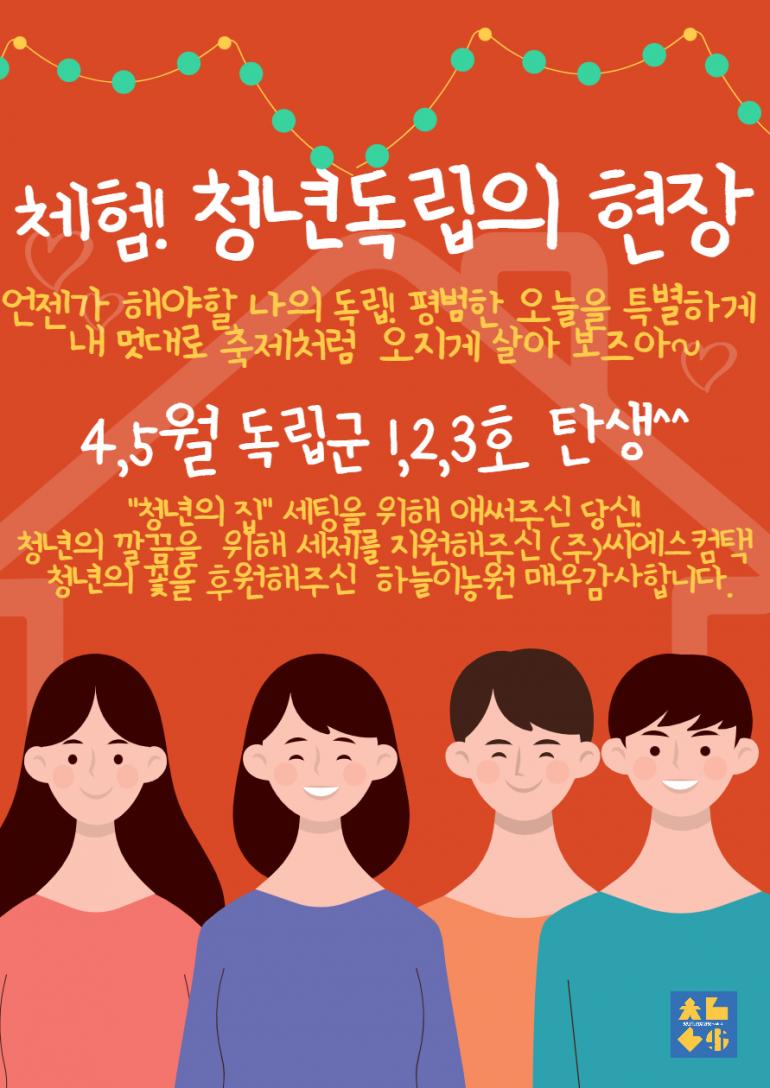 체험! 청년독립의 현장
언젠가 해야할 나의 독립! 평범한 오늘을 특별하게
내 멋대로 축제처럼 오지게 살아 보즈아~
4,5월 독립군 1,2,3호 탄생^^
"청년의 집" 세팅을 위해 애써주신 당신!
청년의 깔끔을 위해 세제를 지원해주신 (주)씨에스컴택
청년의 꽃을 후원해주신 하늘이농원 매우감사합니다.